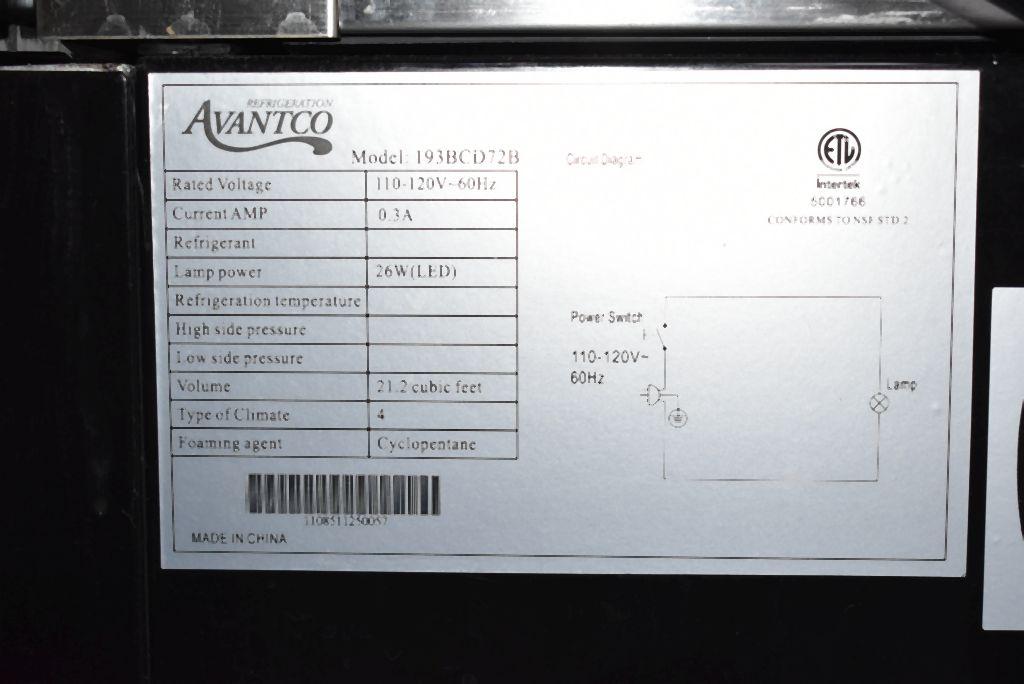 REFRIGERATION
AVANTCO
Model: 193BCD72B
Rated Voltage 110-120V~60Hz
Current AMP 0.3A
Refrigerant
Lamp power 26W(LED)
Refrigeration temperature
High side pressure
Low side pressure
Volume 21.2 cubic feet
Type of Climate 4
Foaming agent Cyclopentane
1108511250057
MADE IN CHINA
Circuit Diagram
ETL
Intertek
5001766
CONFORMS TO NSF STD 2
Power Switch
110-120V~
60Hz
Lamp